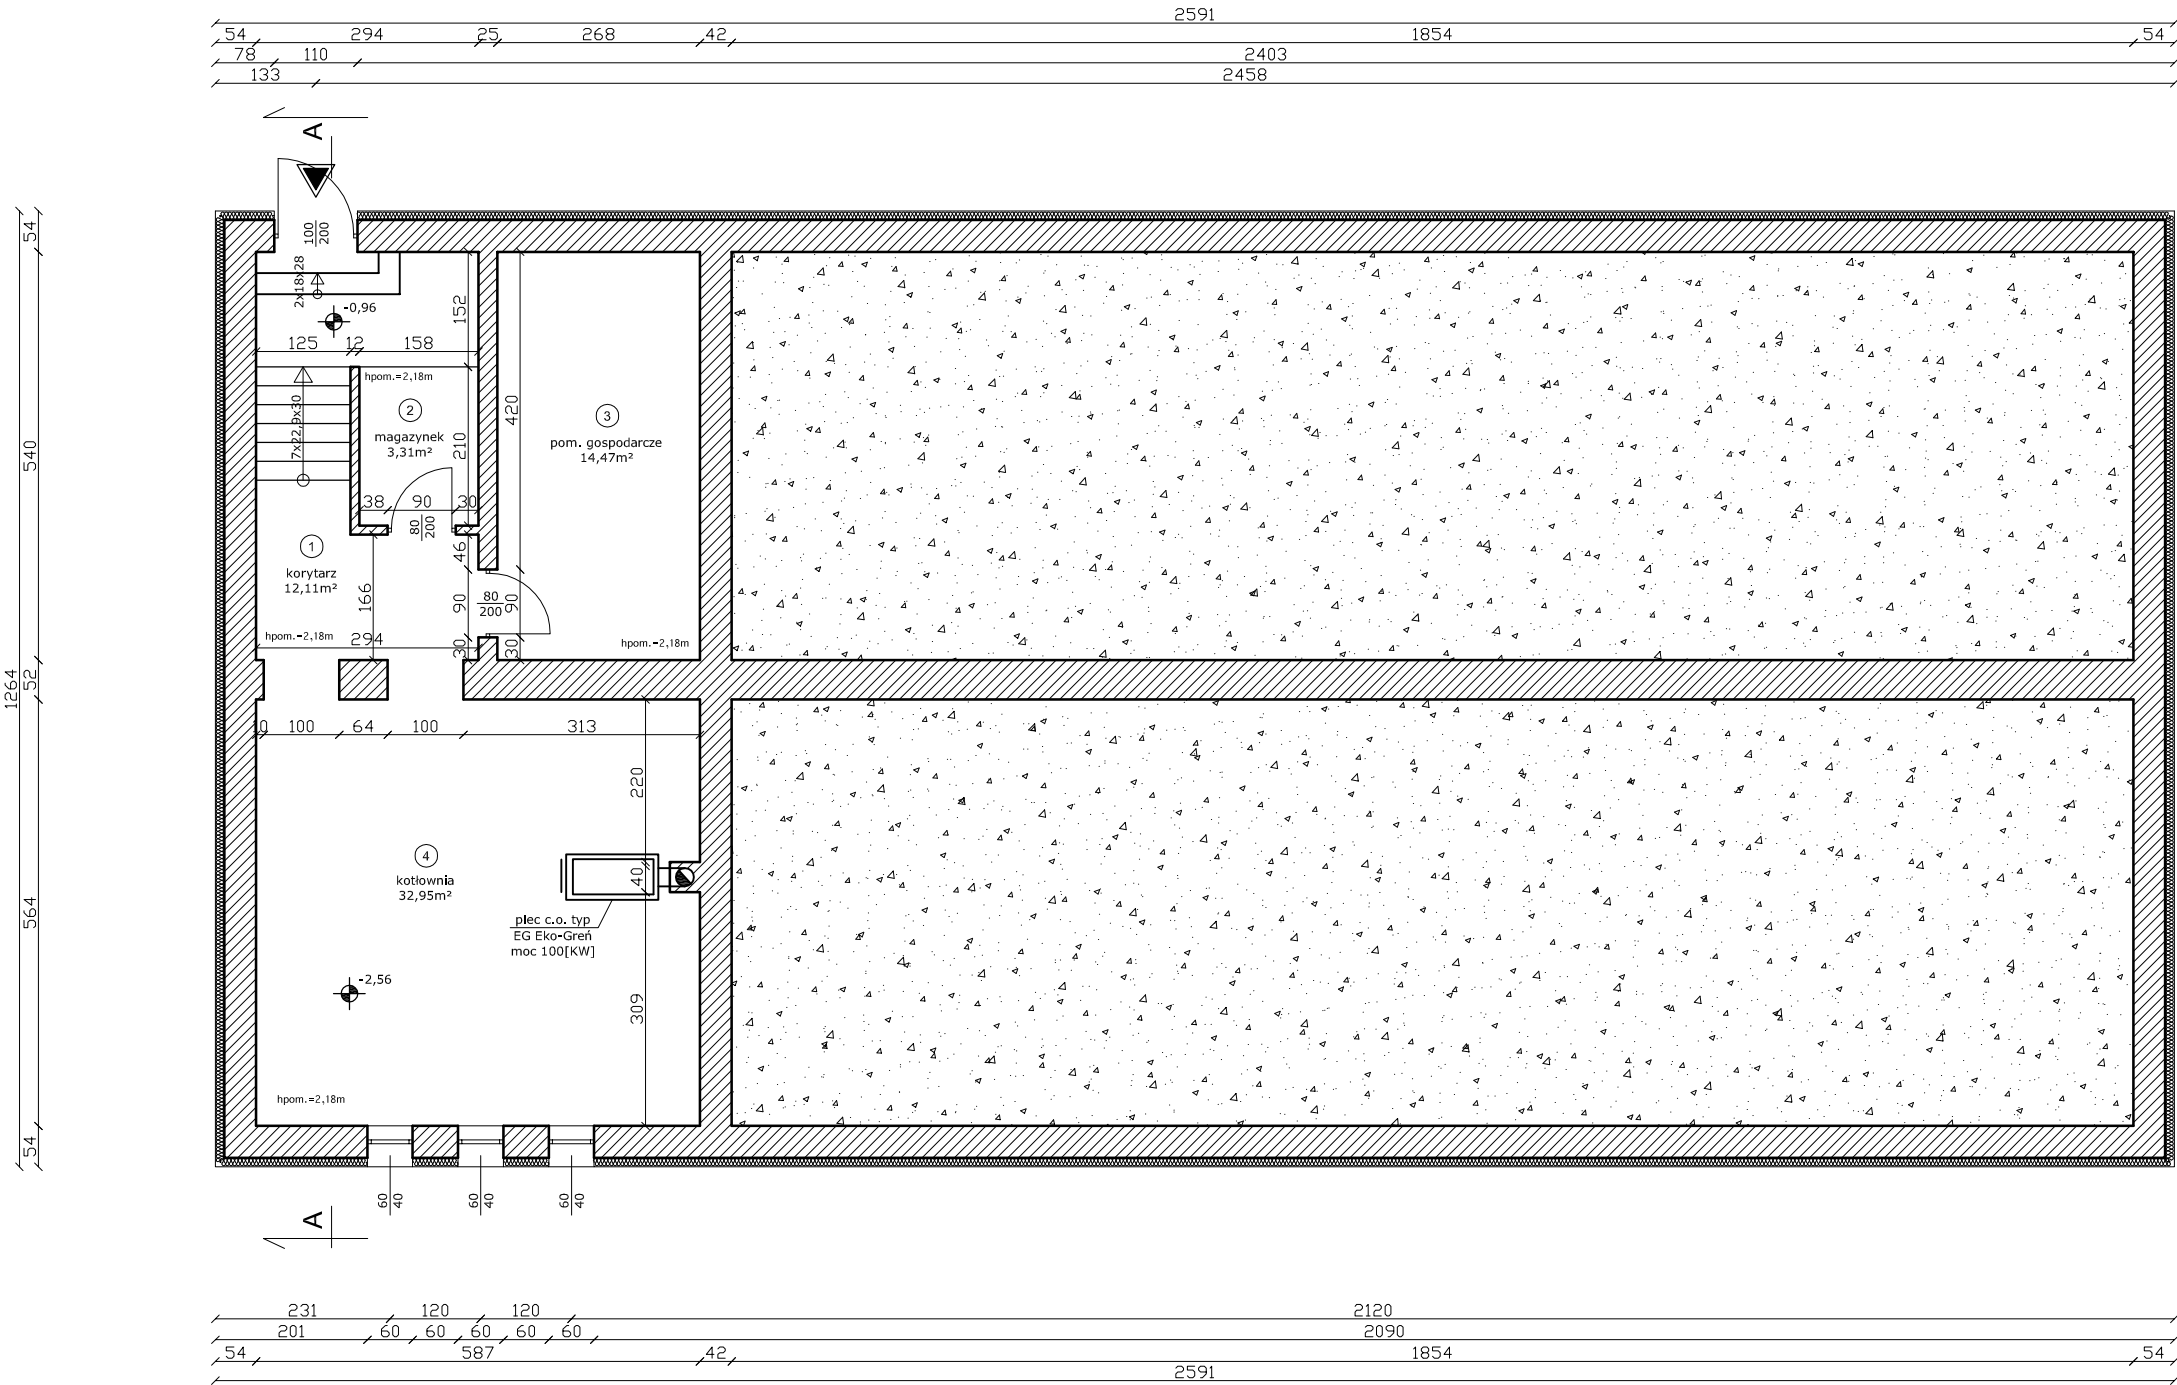 2591
54 294 25 268 42 1854 54
78 110 2403
133 2458
A
100
200
2x18x28
-0,96
152
125 12 158
hpom.=2,18m
7x22,9x30
2
magazynek
3,31m²
210
420
3
pom. gospodarcze
14,47m²
38 90 30
80
200
1
korytarz
12,11m²
166
46
90
30
80
200
90
30
hpom.=2,18m
294
hpom.=2,18m
54
540
52
564
54
1264
10 100 64 100 313
220
40
309
4
kotłownia
32,95m²
piec c.o. typ
EG Eko-Greń
moc 100[KW]
-2,56
hpom.=2,18m
60
40
60
40
60
40
A
231 120 120 2120
201 60 60 60 60 60 2090
54 587 42 1854 54
2591